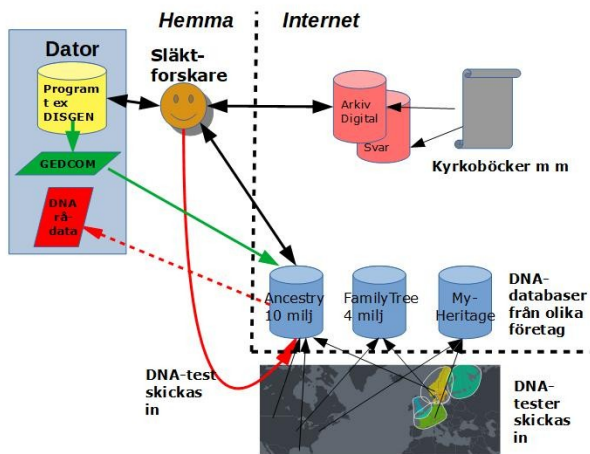 Hemma
Internet
Dator
Släkt-
forskare
Program
t ex
DISGEN
GEDCOM
DNA
rå-
data
Arkiv
Digital
Svar
Kyrkoböcker m m
Ancestry
10 milj
FamilyTree
4 milj
My-
Heritage
DNA-
databaser
från olika
företag
DNA-test
skickas
in
DNA-
tester
skickas
in